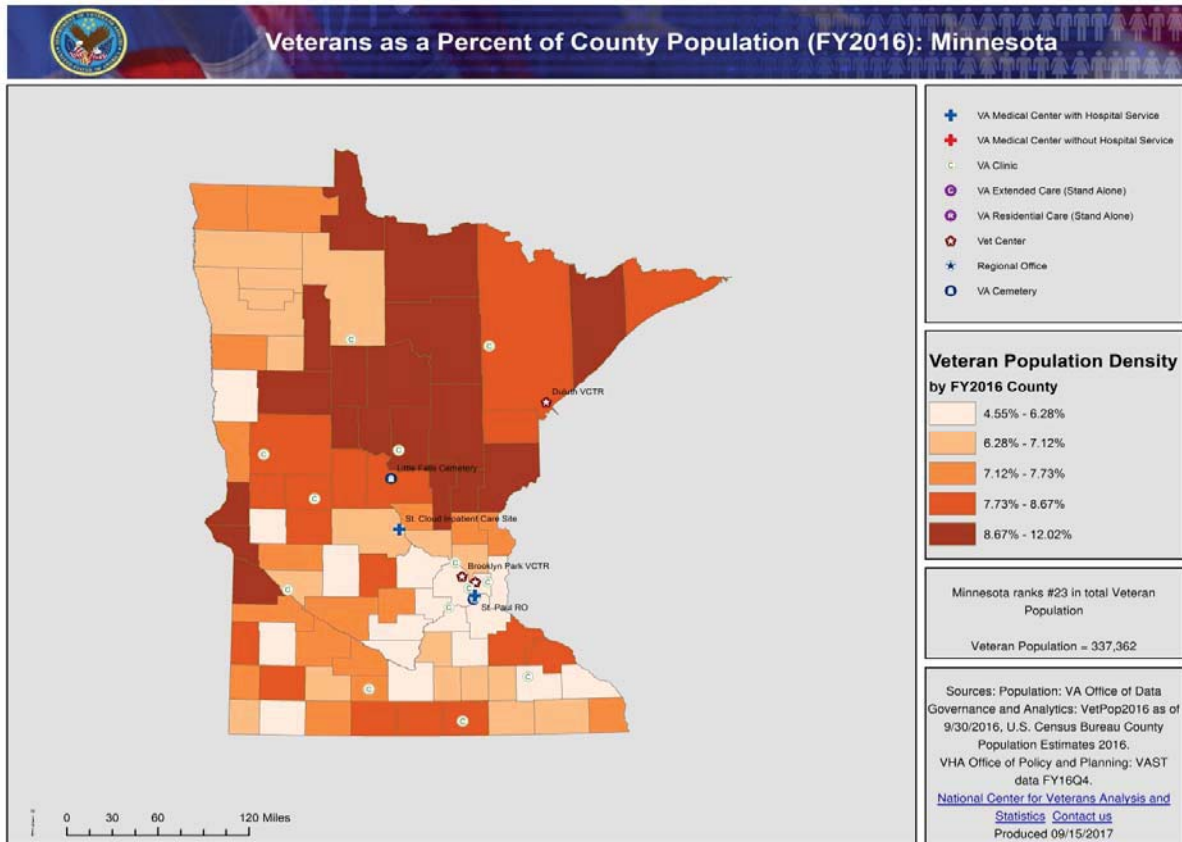 Veterans as a Percent of County Population (FY2016): Minnesota
VA Medical Center with Hospital Service
VA Medical Center without Hospital Service
C
VA Clinic
C
VA Extended Care (Stand Alone)
R
VA Residential Care (Stand Alone)
Vet Center
Regional Office
VA Cemetery
C
C
Duluth VCTR
C
C
Little Falls Cemetery
C
St. Cloud Inpatient Care Site
C
Brooklyn Park VCTR
C
C
C
St. Paul RO
C
C
C
C
Veteran Population Density
by FY2016 County
4.55% - 6.28%
6.28% - 7.12%
7.12% - 7.73%
7.73% - 8.67%
8.67% - 12.02%
Minnesota ranks #23 in total Veteran
Population
Veteran Population = 337,362
Sources: Population: VA Office of Data
Governance and Analytics: VetPop2016 as of
9/30/2016, U.S. Census Bureau County
Population Estimates 2016.
VHA Office of Policy and Planning: VAST
data FY16Q4.
National Center for Veterans Analysis and
Statistics Contact us
Produced 09/15/2017
0 30 60 120 Miles